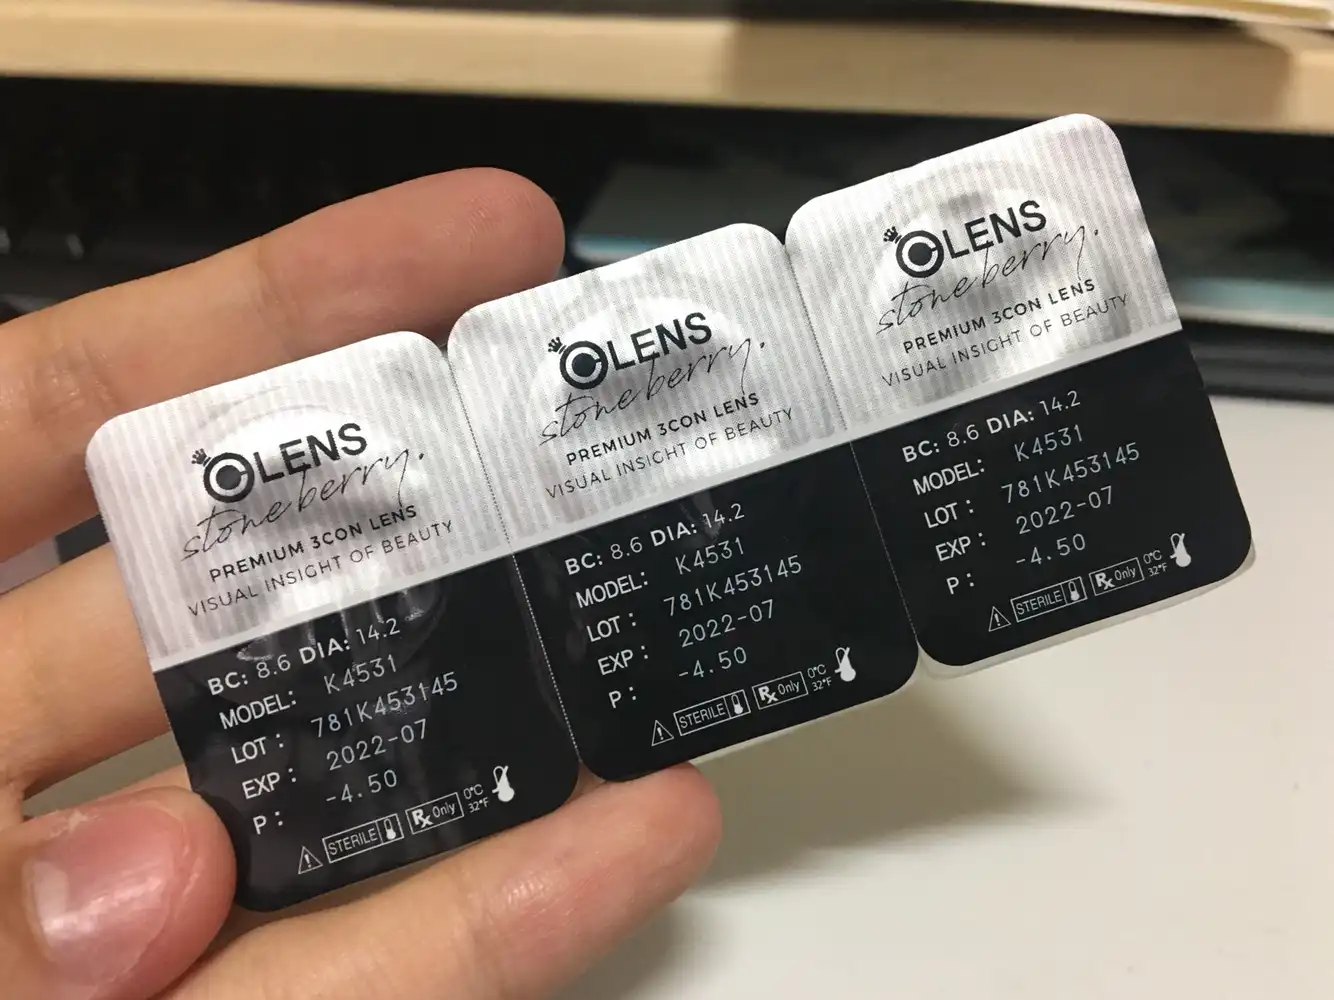 OLENS
stoneberry.
PREMIUM 3CON LENS
VISUAL INSIGHT OF BEAUTY
BC: 8.6 DIA: 14.2
MODEL: K4531
LOT : 781K453145
EXP : 2022-07
P : -4.50
STERILE Rx Only 0°C 32°F
OLENS
stoneberry.
PREMIUM 3CON LENS
VISUAL INSIGHT OF BEAUTY
BC: 8.6 DIA: 14.2
MODEL: K4531
LOT : 781K453145
EXP : 2022-07
P : -4.50
STERILE Rx Only 0°C 32°F
OLENS
stoneberry.
PREMIUM 3CON LENS
VISUAL INSIGHT OF BEAUTY
BC: 8.6 DIA: 14.2
MODEL: K4531
LOT : 781K453145
EXP : 2022-07
P : -4.50
STERILE Rx Only 0°C 32°F